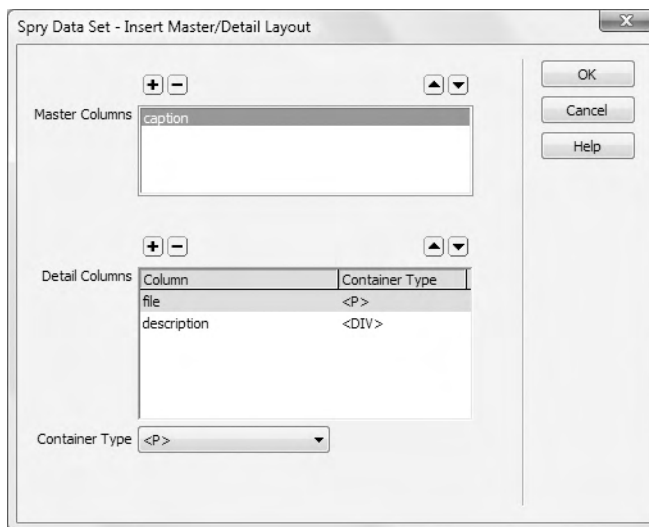 Spry Data Set - Insert Master/Detail Layout
OK
Master Columns caption
Cancel
Help
Detail Columns Column Container Type
file <P>
description <DIV>
Container Type <P>